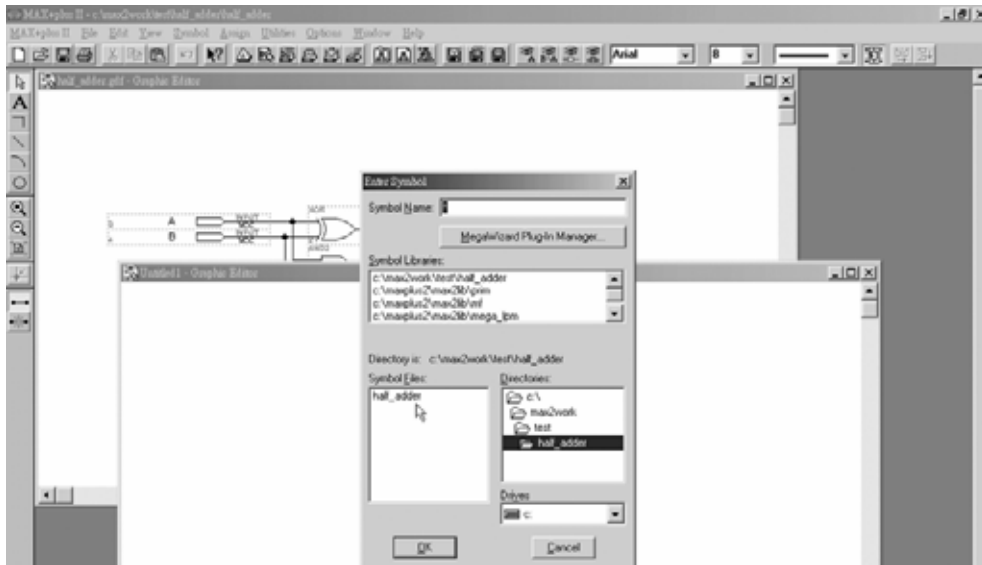 MAX+plus II - c:\max2work\test\half_adder\half_adder
MAX+plus II File Edit View Symbol Assign Utilities Options Window Help
Arial 8
half_adder.gdf - Graphic Editor
A INPUT VCC
B INPUT VCC
XOR
AND2
Untitled1 - Graphic Editor
Enter Symbol
Symbol Name:
MegaWizard Plug-In Manager...
Symbol Libraries:
c:\max2work\test\half_adder
c:\maxplus2\max2lib\prim
c:\maxplus2\max2lib\mf
c:\maxplus2\max2lib\mega_lpm
Directory is: c:\max2work\test\half_adder
Symbol Files:
half_adder
Directories:
c:\
max2work
test
half_adder
Drives
c:
OK
Cancel